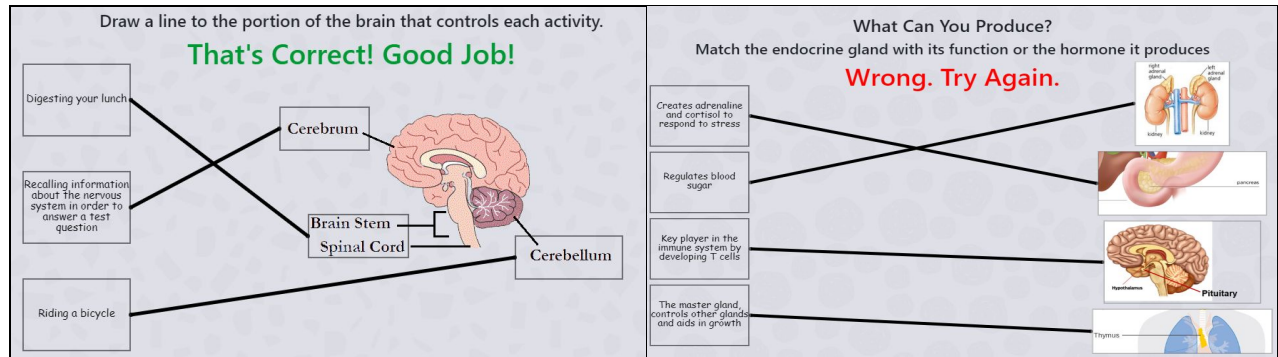 Draw a line to the portion of the brain that controls each activity.
That's Correct! Good Job!
Digesting your lunch
Recalling information
about the nervous
system in order to
answer a test
question
Riding a bicycle
Cerebrum
Brain Stem
Spinal Cord
Cerebellum
What Can You Produce?
Match the endocrine gland with its function or the hormone it produces
Wrong. Try Again.
Creates adrenaline
and cortisol to
respond to stress
Regulates blood
sugar
Key player in the
immune system by
developing T cells
The master gland,
controls other glands
and aids in growth
right
adrenal
gland
left
adrenal
gland
kidney
kidney
pancreas
Hypothalamus
Pituitary
Thymus